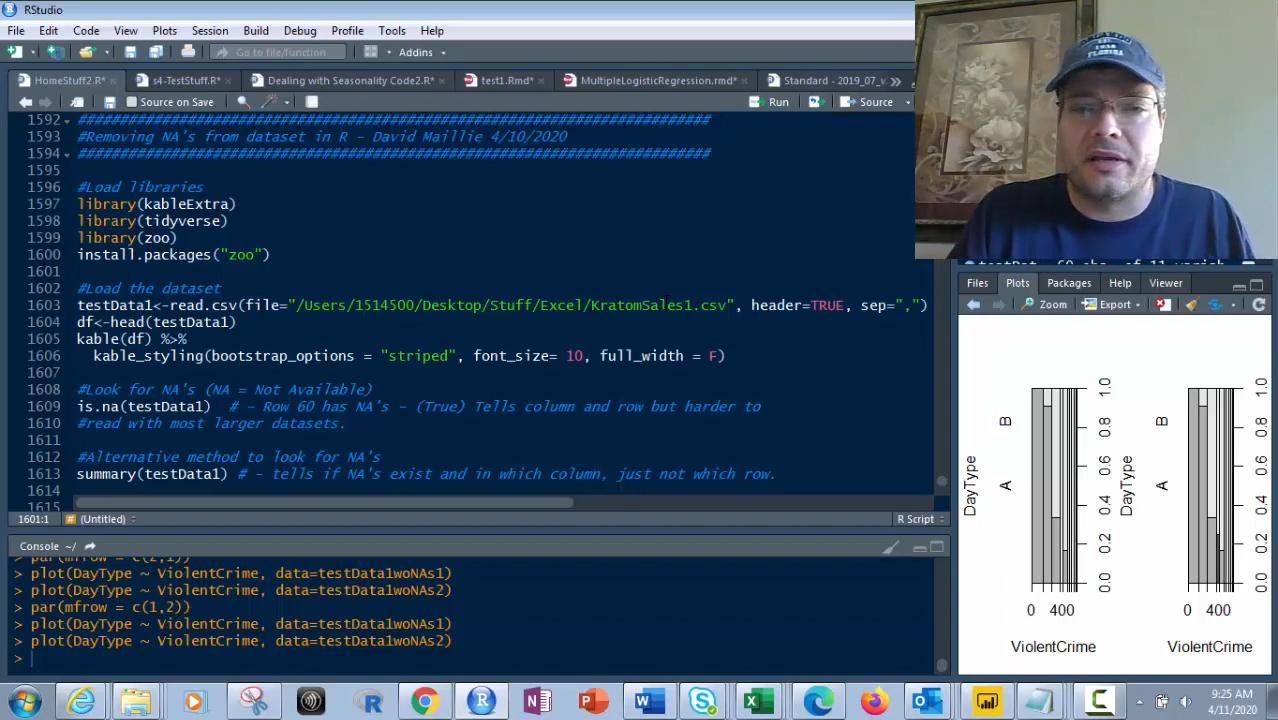 RStudio
File Edit Code View Plots Session Build Debug Profile Tools Help
Go to file/function Addins
HomeStuff2.R* s4-TestStuff.R* Dealing with Seasonality Code2.R* test1.Rmd* MultipleLogisticRegression.rmd* Standard - 2019_07_
Source on Save Run Source
1592 ###########################################################################
1593 #Removing NA's from dataset in R - David Maillie 4/10/2020
1594 ###########################################################################
1595
1596 #Load libraries
1597 library(kableExtra)
1598 library(tidyverse)
1599 library(zoo)
1600 install.packages("zoo")
1601
1602 #Load the dataset
1603 testData1<-read.csv(file="/Users/1514500/Desktop/Stuff/Excel/KratomSales1.csv", header=TRUE, sep=",")
1604 df<-head(testData1)
1605 kable(df) %>%
1606 kable_styling(bootstrap_options = "striped", font_size= 10, full_width = F)
1607
1608 #Look for NA's (NA = Not Available)
1609 is.na(testData1) # - Row 60 has NA's - (True) Tells column and row but harder to
1610 #read with most larger datasets.
1611
1612 #Alternative method to look for NA's
1613 summary(testData1) # - tells if NA's exist and in which column, just not which row.
1614
1615
1601:1 (Untitled) R Script
Console ~/
> par(mfrow = c(2,1))
> plot(DayType ~ ViolentCrime, data=testData1woNAs1)
> plot(DayType ~ ViolentCrime, data=testData1woNAs2)
> par(mfrow = c(1,2))
> plot(DayType ~ ViolentCrime, data=testData1woNAs1)
> plot(DayType ~ ViolentCrime, data=testData1woNAs2)
>
Files Plots Packages Help Viewer
Zoom Export
DayType
A B
0.0 0.2 0.4 0.6 0.8 1.0
0 400
ViolentCrime
DayType
A B
0.0 0.2 0.4 0.6 0.8 1.0
0 400
ViolentCrime
9:25 AM
4/11/2020